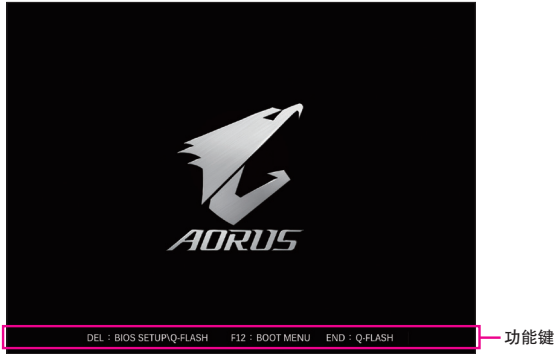 AORUS
DEL : BIOS SETUP\Q-FLASH F12 : BOOT MENU END : Q-FLASH
功能键